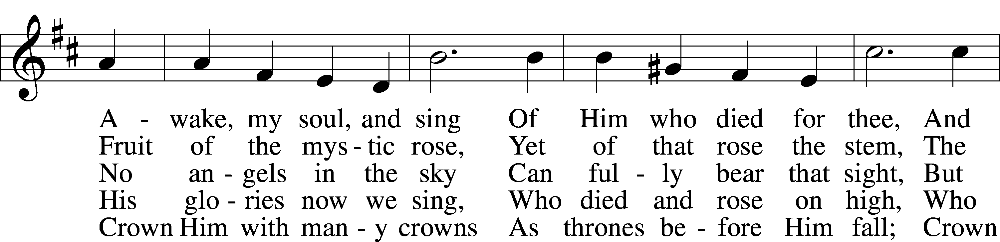 A - wake, my soul, and sing Of Him who died for thee, And
Fruit of the mys - tic rose, Yet of that rose the stem, The
No an - gels in the sky Can ful - ly bear that sight, But
His glo - ries now we sing, Who died and rose on high, Who
Crown Him with man - y crowns As thrones be - fore Him fall; Crown